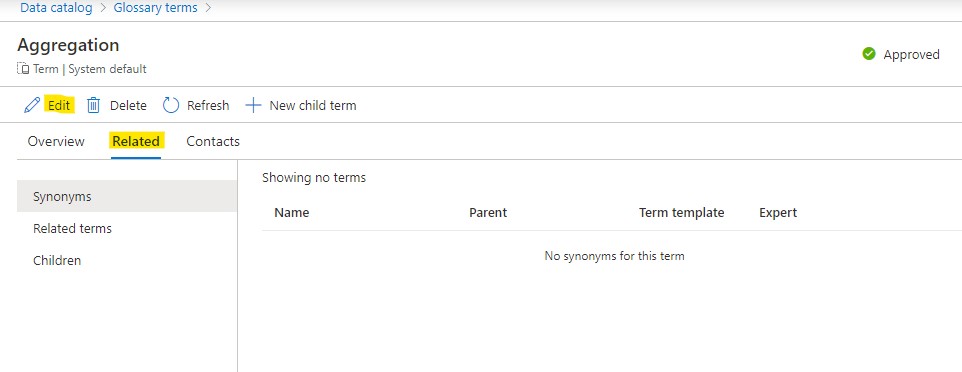 Data catalog > Glossary terms >
Aggregation
Term | System default
Approved
Edit Delete Refresh New child term
Overview Related Contacts
Synonyms
Related terms
Children
Showing no terms
Name Parent Term template Expert
No synonyms for this term